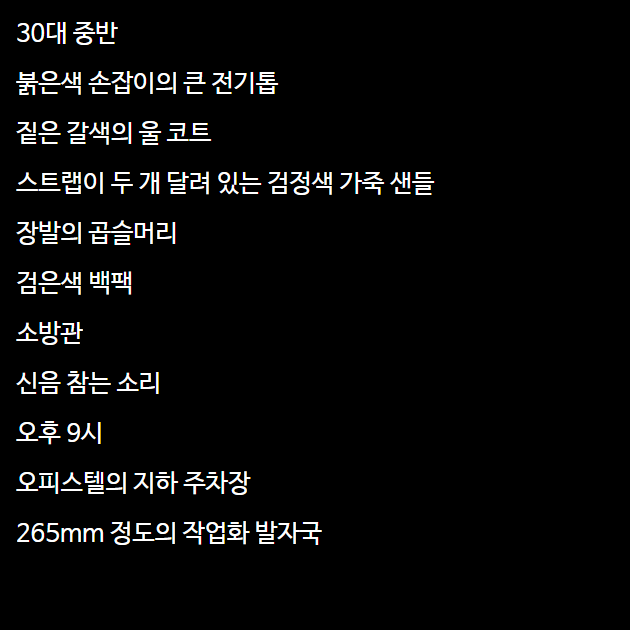 30대 중반
붉은색 손잡이의 큰 전기톱
짙은 갈색의 울 코트
스트랩이 두 개 달려 있는 검정색 가죽 샌들
장발의 곱슬머리
검은색 백팩
소방관
신음 참는 소리
오후 9시
오피스텔의 지하 주차장
265mm 정도의 작업화 발자국